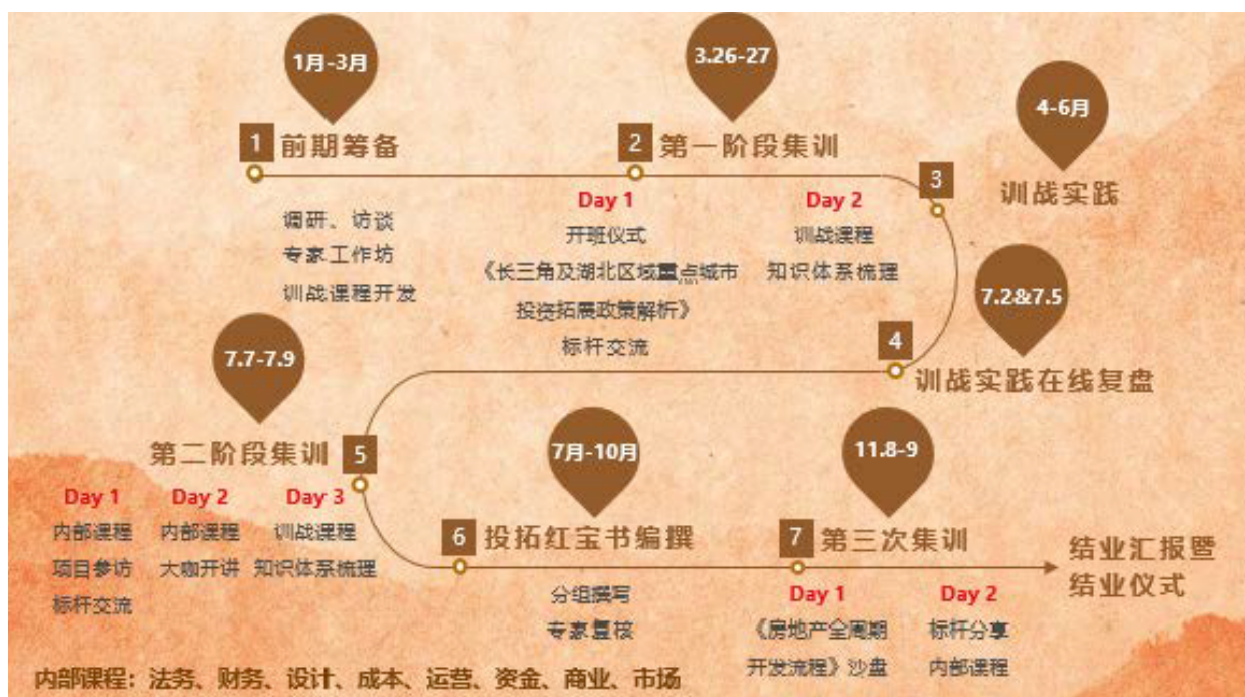 1月-3月
1 前期筹备
调研、访谈
专家工作坊
训战课程开发
3.26-27
2 第一阶段集训
Day 1
开班仪式
《长三角及湖北区域重点城市
投资拓展政策解析》
标杆交流
Day 2
训战课程
知识体系梳理
4-6月
3
训战实践
7.2&7.5
4
训战实践在线复盘
7.7-7.9
第二阶段集训 5
Day 1
内部课程
项目参访
标杆交流
Day 2
内部课程
大咖开讲
Day 3
训战课程
知识体系梳理
7月-10月
6 投拓红宝书编撰
分组撰写
专家复核
11.8-9
7 第三次集训
Day 1
《房地产全周期
开发流程》沙盘
Day 2
标杆分享
内部课程
结业汇报暨
结业仪式
内部课程：法务、财务、设计、成本、运营、资金、商业、市场